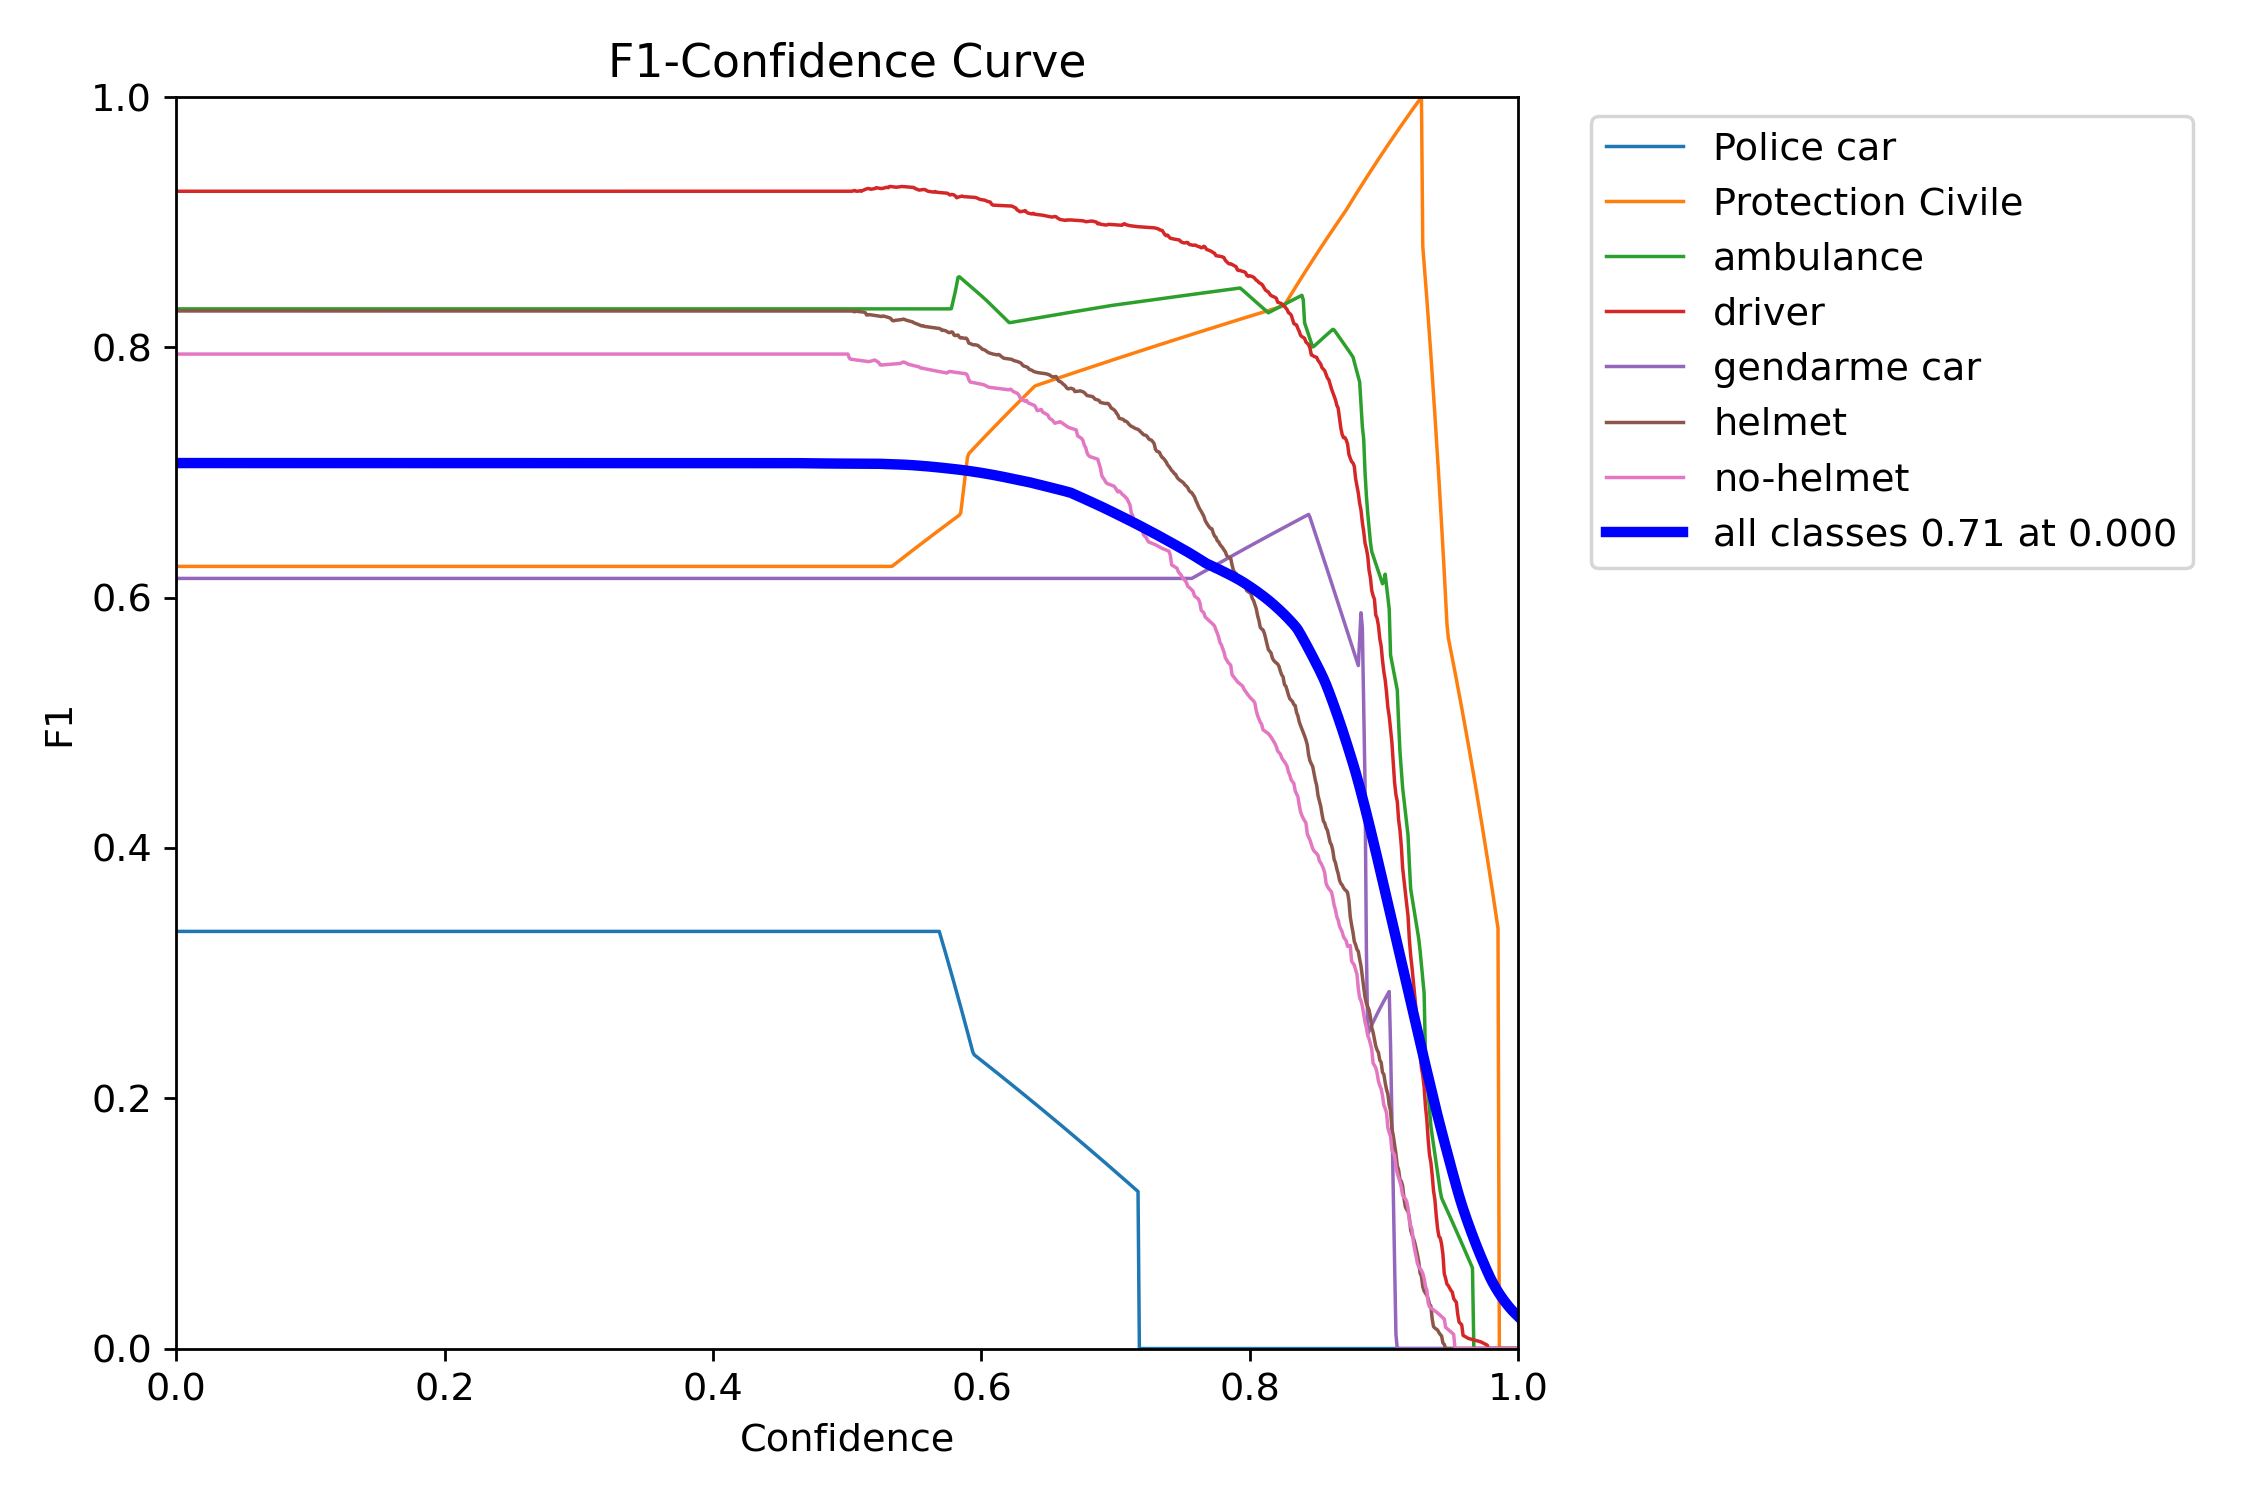 F1-Confidence Curve
1.0
0.8
0.6
0.4
0.2
0.0
F1
0.0 0.2 0.4 0.6 0.8 1.0
Confidence
Police car
Protection Civile
ambulance
driver
gendarme car
helmet
no-helmet
all classes 0.71 at 0.000